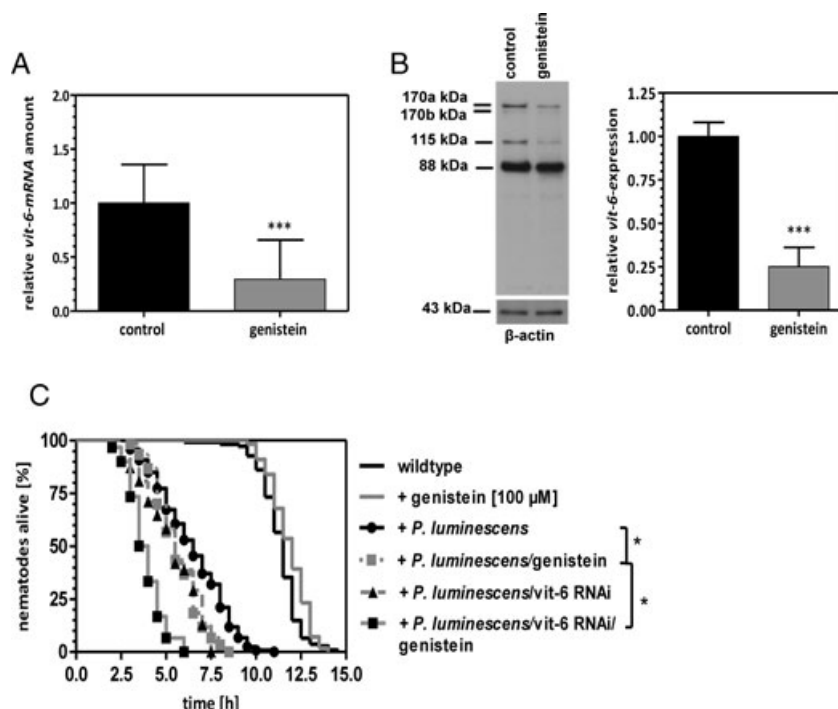 A
relative vit-6-mRNA amount
2.0
1.5
1.0
0.5
0.0
***
control
genistein
B
control
genistein
170a kDa
170b kDa
115 kDa
88 kDa
43 kDa
β-actin
relative vit-6-expression
1.25
1.00
0.75
0.50
0.25
0.00
***
control
genistein
C
nematodes alive [%]
100
75
50
25
0
0.0 2.5 5.0 7.5 10.0 12.5 15.0
time [h]
wildtype
+ genistein [100 µM]
+ P. luminescens
+ P. luminescens/genistein
+ P. luminescens/vit-6 RNAi
+ P. luminescens/vit-6 RNAi/
genistein
*
*